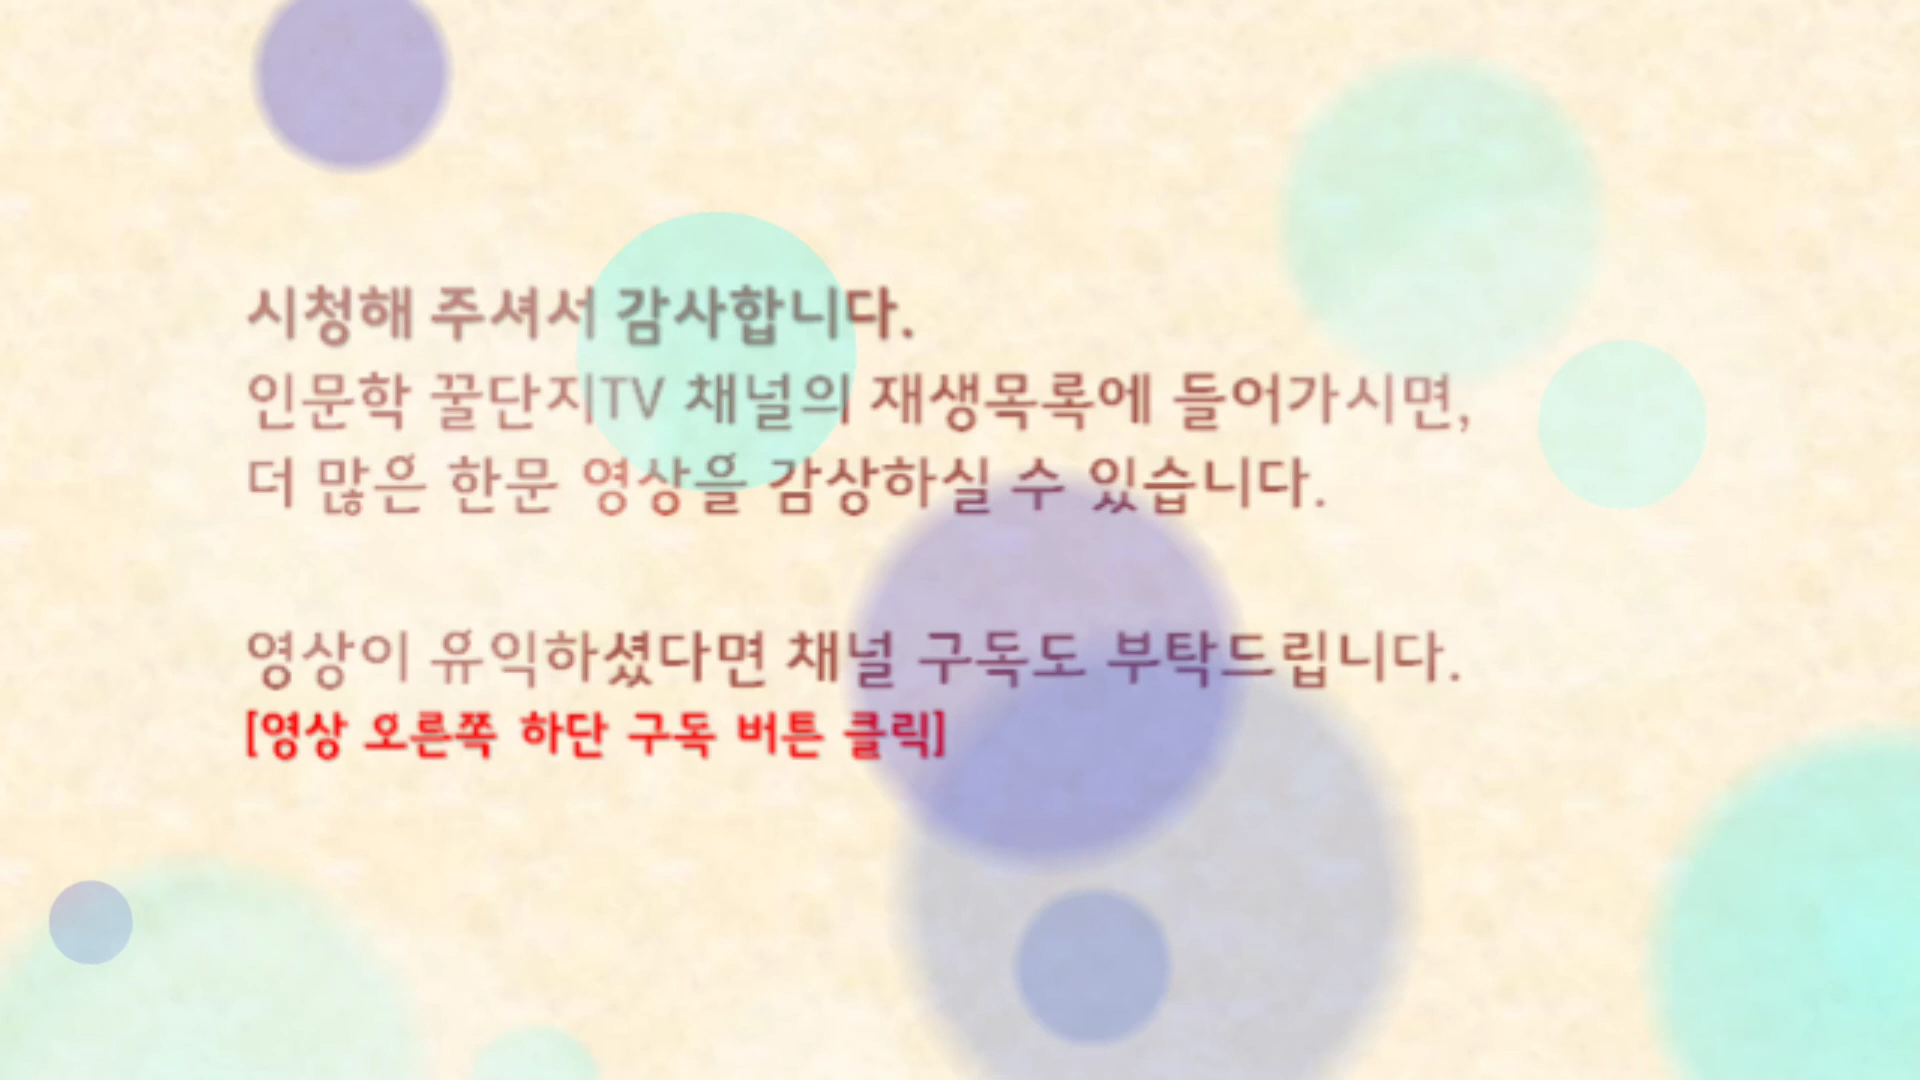 시청해 주셔서 감사합니다.
인문학 꿀단지TV 채널의 재생목록에 들어가시면,
더 많은 한문 영상을 감상하실 수 있습니다.
영상이 유익하셨다면 채널 구독도 부탁드립니다.
[영상 오른쪽 하단 구독 버튼 클릭]